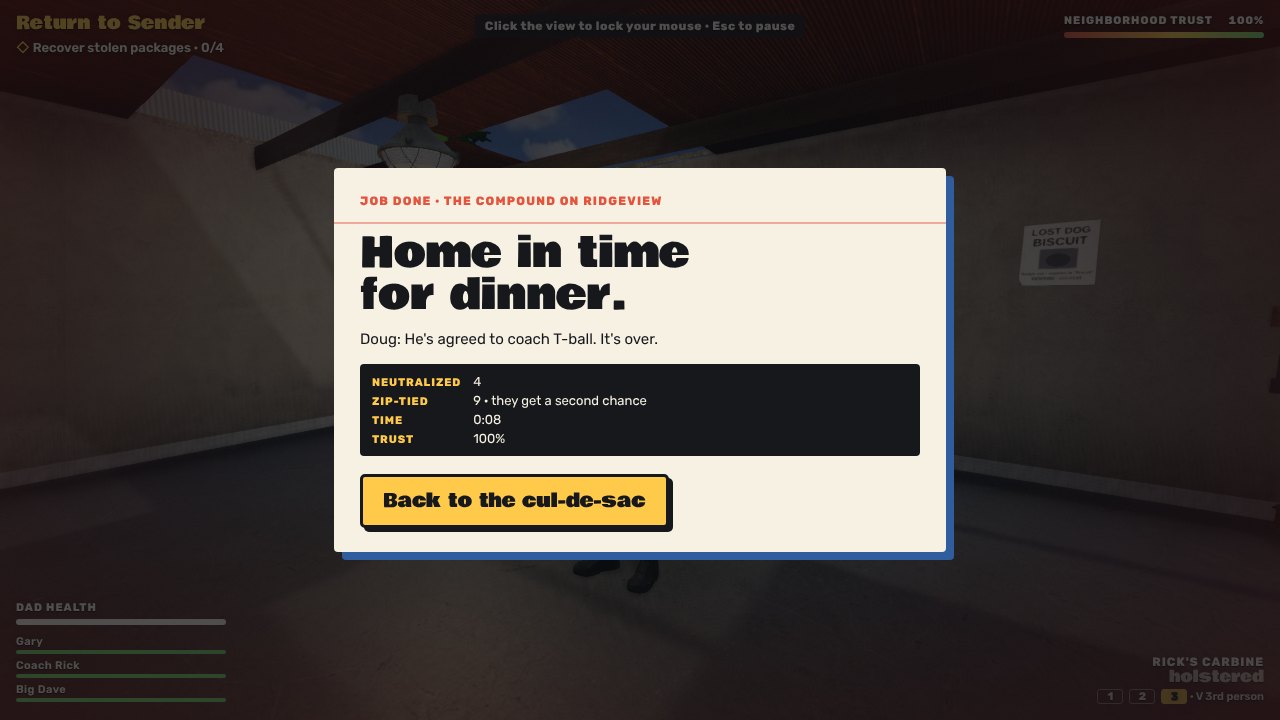 Return to Sender
Recover stolen packages · 0/4
Click the view to lock your mouse · Esc to pause
NEIGHBORHOOD TRUST 100%
LOST DOG
BISCUIT
JOB DONE · THE COMPOUND ON RIDGEVIEW
Home in time
for dinner.
Doug: He's agreed to coach T-ball. It's over.
NEUTRALIZED 4
ZIP-TIED 9 · they get a second chance
TIME 0:08
TRUST 100%
Back to the cul-de-sac
DAD HEALTH
Gary
Coach Rick
Big Dave
RICK'S CARBINE
holstered
1 2 3 · V 3rd person